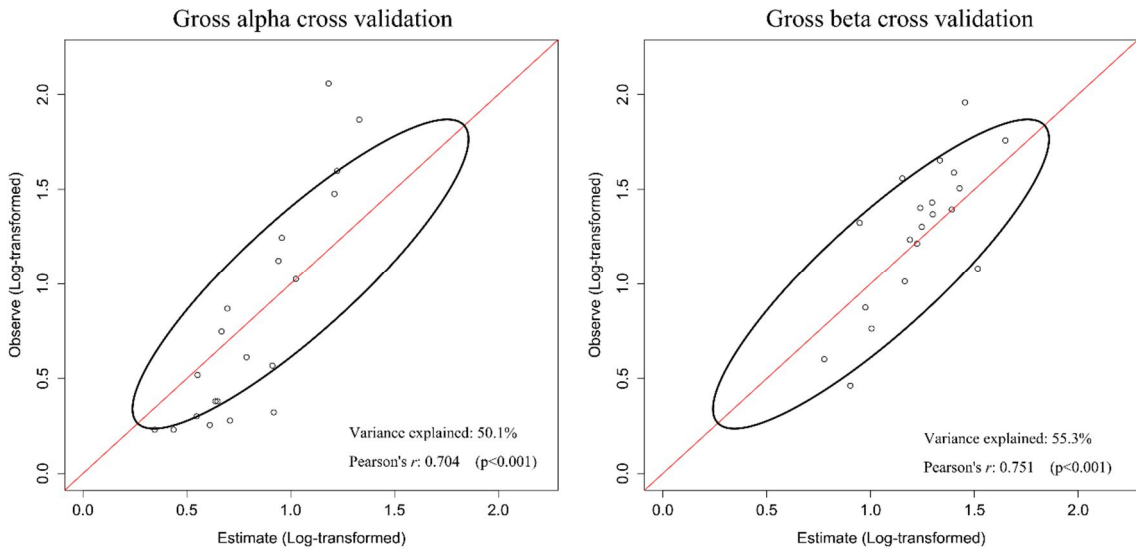 Gross alpha cross validation
Observe (Log-transformed)
2.0
1.5
1.0
0.5
0.0
Variance explained: 50.1%
Pearson's r: 0.704 (p<0.001)
0.0 0.5 1.0 1.5 2.0
Estimate (Log-transformed)
Gross beta cross validation
Observe (Log-transformed)
2.0
1.5
1.0
0.5
0.0
Variance explained: 55.3%
Pearson's r: 0.751 (p<0.001)
0.0 0.5 1.0 1.5 2.0
Estimate (Log-transformed)